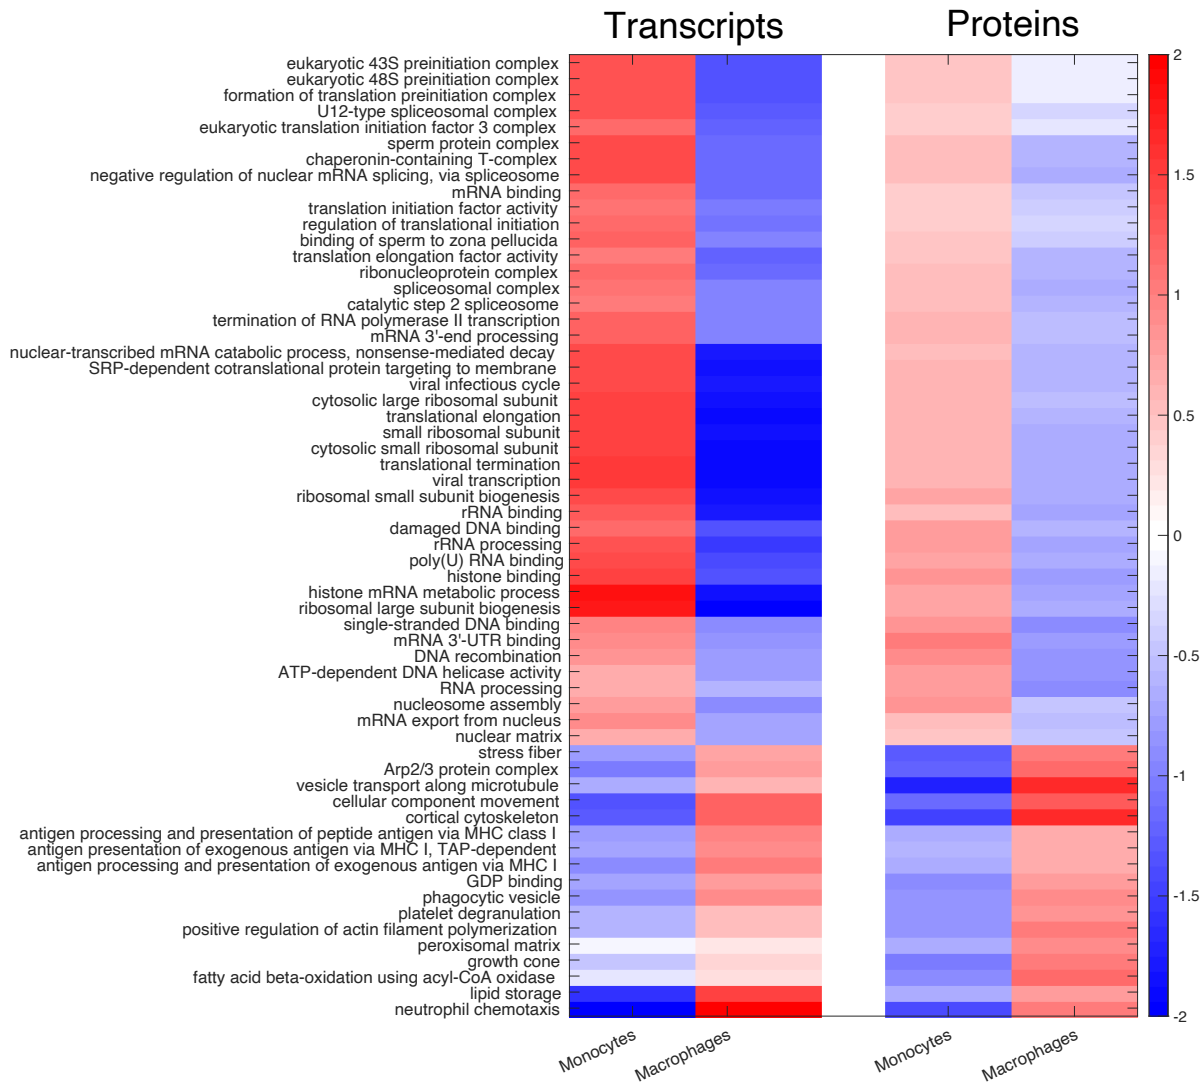 Transcripts Proteins
eukaryotic 43S preinitiation complex
eukaryotic 48S preinitiation complex
formation of translation preinitiation complex
U12-type spliceosomal complex
eukaryotic translation initiation factor 3 complex
sperm protein complex
chaperonin-containing T-complex
negative regulation of nuclear mRNA splicing, via spliceosome
mRNA binding
translation initiation factor activity
regulation of translational initiation
binding of sperm to zona pellucida
translation elongation factor activity
ribonucleoprotein complex
spliceosomal complex
catalytic step 2 spliceosome
termination of RNA polymerase II transcription
mRNA 3'-end processing
nuclear-transcribed mRNA catabolic process, nonsense-mediated decay
SRP-dependent cotranslational protein targeting to membrane
viral infectious cycle
cytosolic large ribosomal subunit
translational elongation
small ribosomal subunit
cytosolic small ribosomal subunit
translational termination
viral transcription
ribosomal small subunit biogenesis
rRNA binding
damaged DNA binding
rRNA processing
poly(U) RNA binding
histone binding
histone mRNA metabolic process
ribosomal large subunit biogenesis
single-stranded DNA binding
mRNA 3'-UTR binding
DNA recombination
ATP-dependent DNA helicase activity
RNA processing
nucleosome assembly
mRNA export from nucleus
nuclear matrix
stress fiber
Arp2/3 protein complex
vesicle transport along microtubule
cellular component movement
cortical cytoskeleton
antigen processing and presentation of peptide antigen via MHC class I
antigen presentation of exogenous antigen via MHC I, TAP-dependent
antigen processing and presentation of exogenous antigen via MHC I
GDP binding
phagocytic vesicle
platelet degranulation
positive regulation of actin filament polymerization
peroxisomal matrix
growth cone
fatty acid beta-oxidation using acyl-CoA oxidase
lipid storage
neutrophil chemotaxis
Monocytes Macrophages Monocytes Macrophages
2
1.5
1
0.5
0
-0.5
-1
-1.5
-2